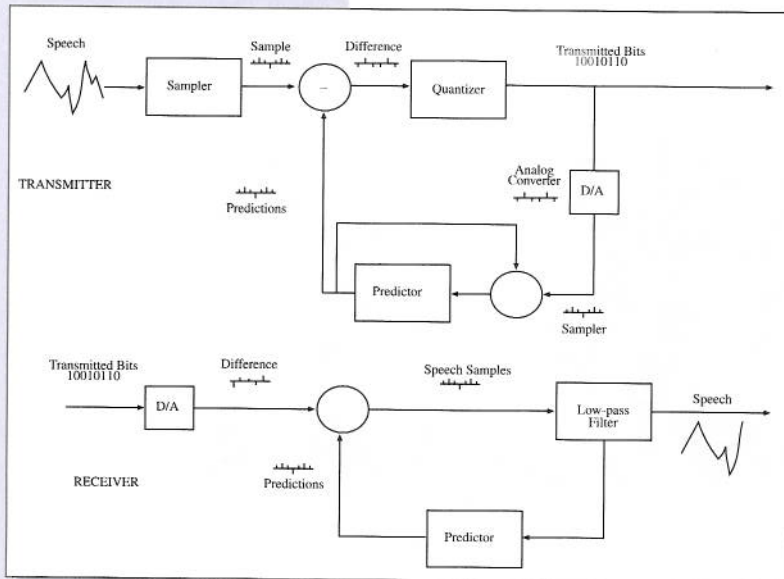 Speech
Sample
Difference
Transmitted Bits
10010110
Sampler
–
Quantizer
TRANSMITTER
Predictions
Analog
Converter
D/A
Predictor
Sampler
Transmitted Bits
10010110
Difference
Speech Samples
Speech
D/A
Low-pass
Filter
RECEIVER
Predictions
Predictor